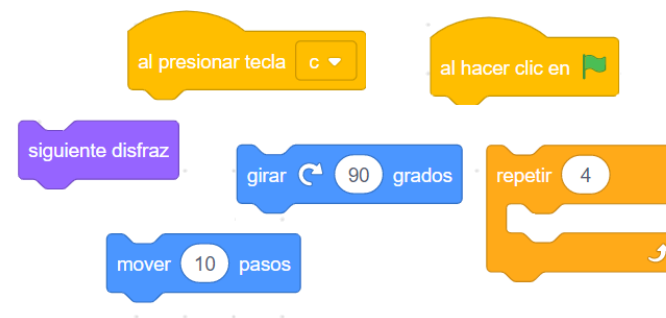 al presionar tecla c
al hacer clic en
siguiente disfraz
girar 90 grados
repetir 4
mover 10 pasos